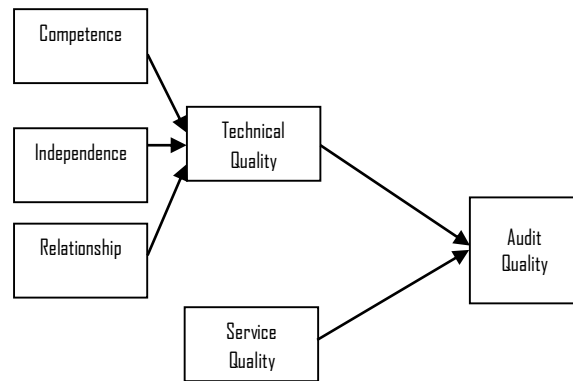 Competence
Independence
Relationship
Technical
Quality
Service
Quality
Audit
Quality